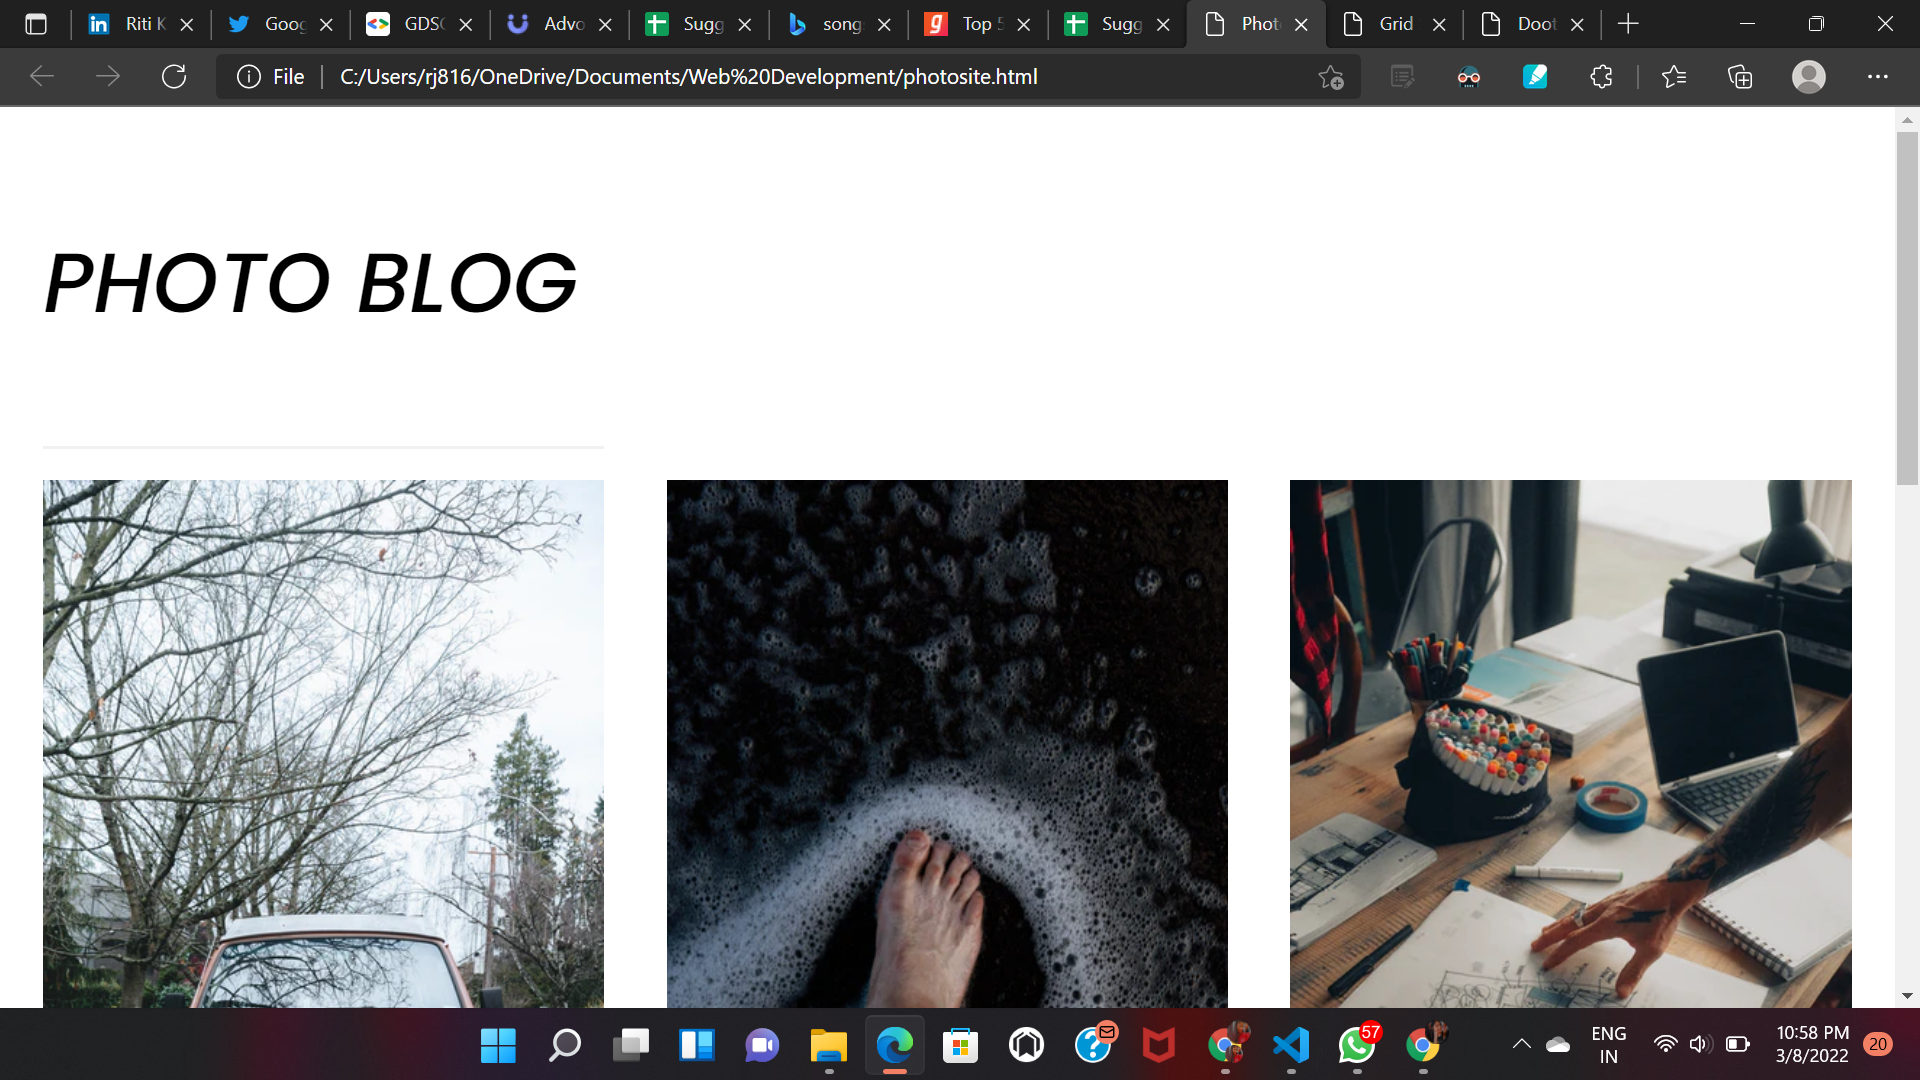 Riti K
Goog
GDSC
Advo
Sugg
song
Top 5
Sugg
Phot
Grid
Doot
File
C:/Users/rj816/OneDrive/Documents/Web%20Development/photosite.html
PHOTO BLOG
57
ENG
IN
10:58 PM
3/8/2022
20